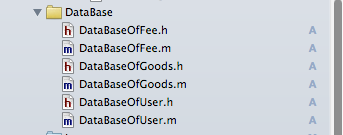 DataBase
h DataBaseOfFee.h A
m DataBaseOfFee.m A
h DataBaseOfGoods.h A
m DataBaseOfGoods.m A
h DataBaseOfUser.h A
m DataBaseOfUser.m A